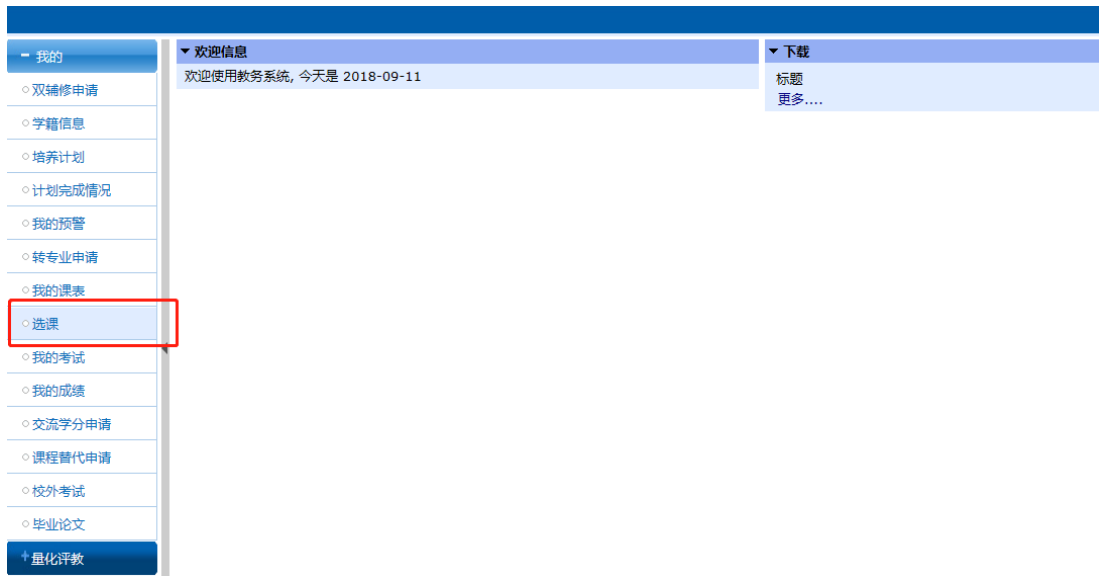 我的
双辅修申请
学籍信息
培养计划
计划完成情况
我的预警
转专业申请
我的课表
选课
我的考试
我的成绩
交流学分申请
课程替代申请
校外考试
毕业论文
量化评教
欢迎信息
欢迎使用教务系统, 今天是 2018-09-11
下载
标题
更多....